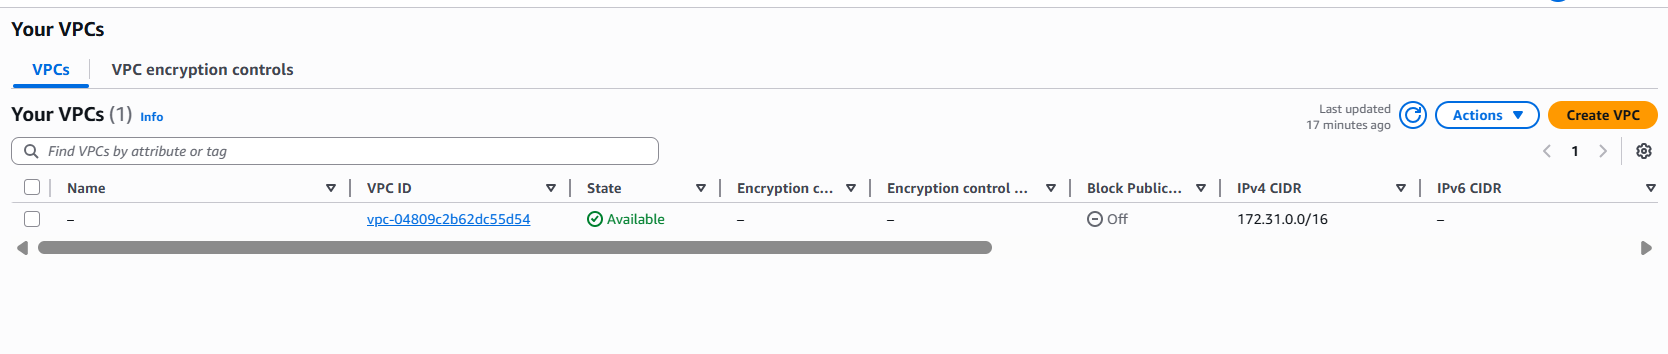 Your VPCs
VPCs VPC encryption controls
Your VPCs (1) Info
Last updated
17 minutes ago
Actions
Create VPC
Find VPCs by attribute or tag
1
Name VPC ID State Encryption c... Encryption control ... Block Public... IPv4 CIDR IPv6 CIDR
– vpc-04809c2b62dc55d54 Available – – Off 172.31.0.0/16 –